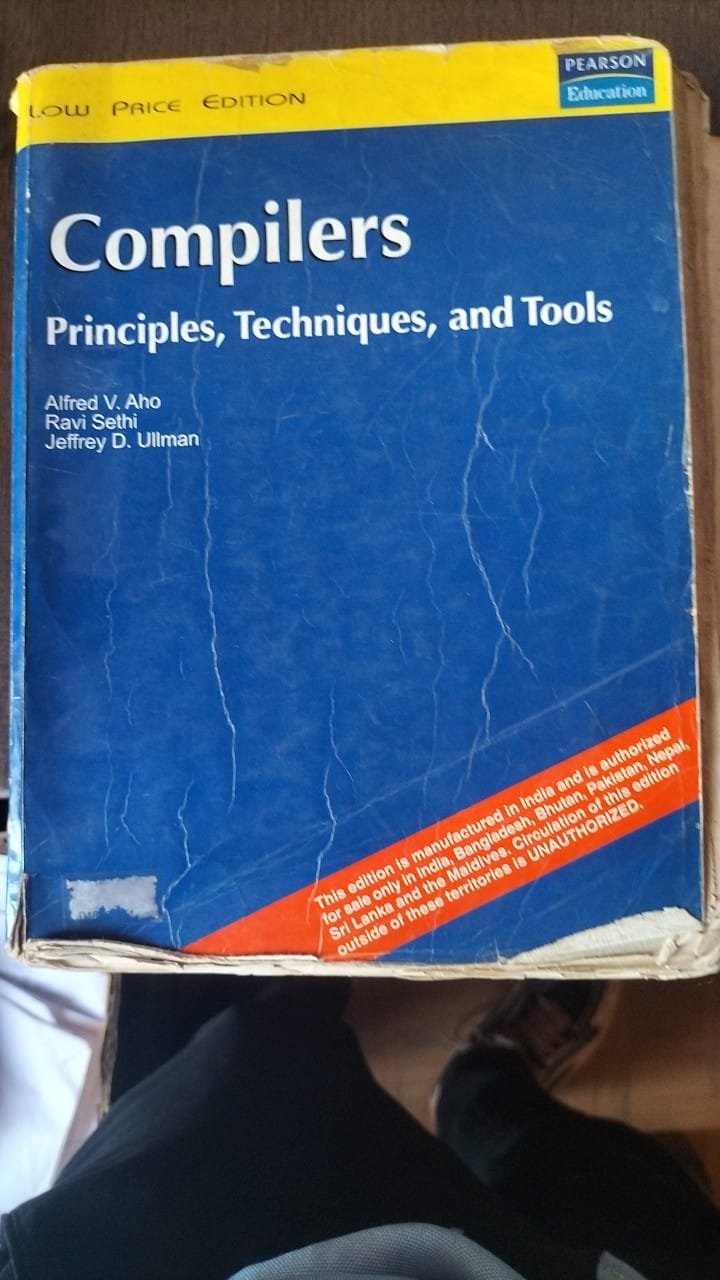 LOW PRICE EDITION
PEARSON
Education
Compilers
Principles, Techniques, and Tools
Alfred V. Aho
Ravi Sethi
Jeffrey D. Ullman
This edition is manufactured in India and is authorized
for sale only in India, Bangladesh, Bhutan, Pakistan, Nepal,
Sri Lanka and the Maldives. Circulation of this edition
outside of these territories is UNAUTHORIZED.